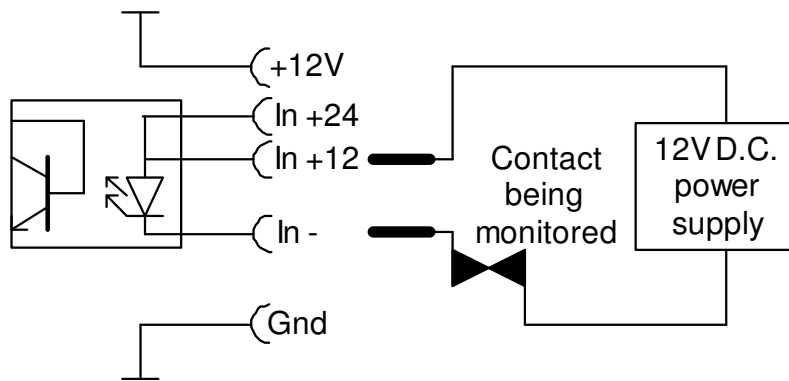 +12V
In +24
In +12
In -
Gnd
Contact
being
monitored
12V D.C.
power
supply